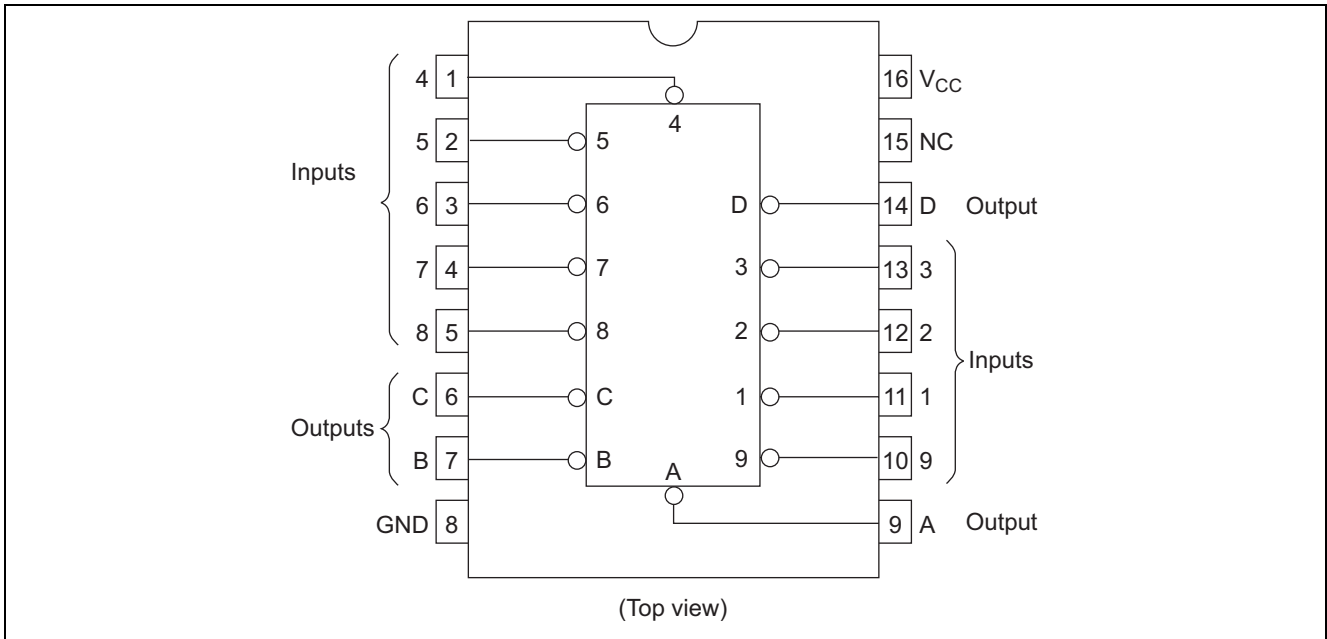 4 1 16 VCC
4
5 2 5 15 NC
Inputs
6 3 6 D 14 D Output
7 4 7 3 13 3
8 5 8 2 12 2
Inputs
C 6 C 1 11 1
Outputs
B 7 B 9 10 9
A
GND 8 9 A Output
(Top view)